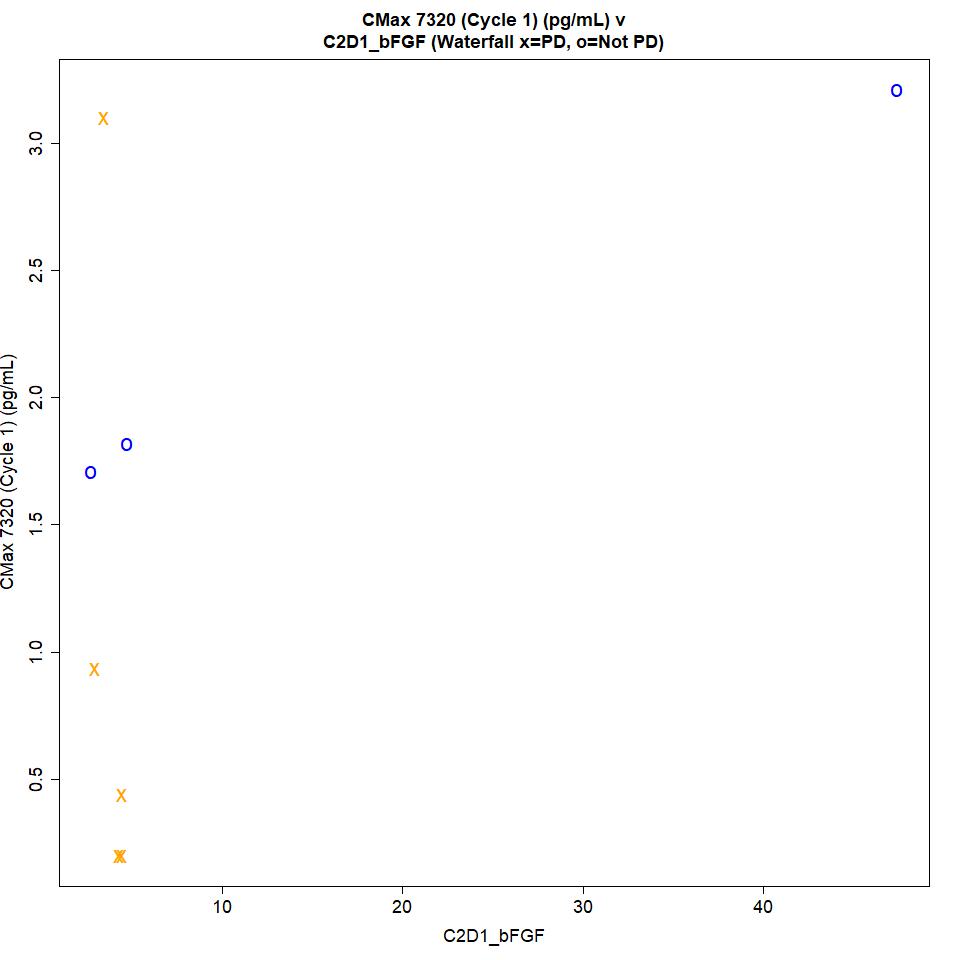 CMax 7320 (Cycle 1) (pg/mL) v
C2D1_bFGF (Waterfall x=PD, o=Not PD)
CMax 7320 (Cycle 1) (pg/mL)
3.0
2.5
2.0
1.5
1.0
0.5
X
O
O
O
X
X
X X
10 20 30 40
C2D1_bFGF